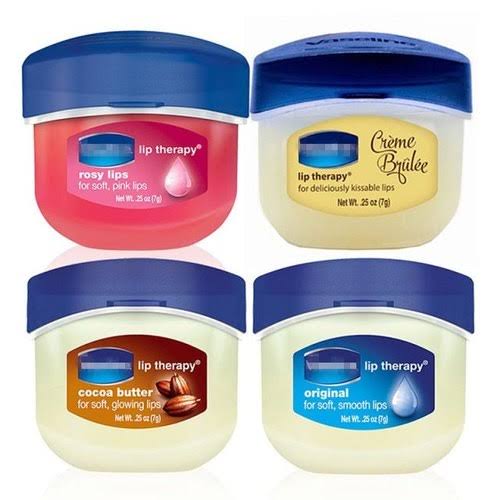 lip therapy®
rosy lips
for soft, pink lips
Net Wt. .25 oz (7g)
Vaseline
Crème
Brûlée
lip therapy®
for deliciously kissable lips
Net Wt. .25 oz (7g)
lip therapy®
cocoa butter
for soft, glowing lips
Net Wt. .25 oz (7g)
lip therapy®
original
for soft, smooth lips
Net Wt. .25 oz (7g)